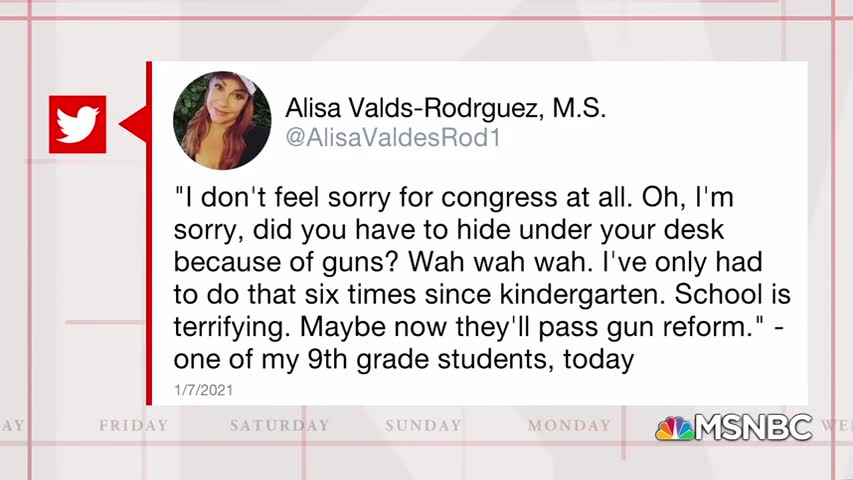 Alisa Valds-Rodrguez, M.S.
@AlisaValdesRod1
"I don't feel sorry for congress at all. Oh, I'm
sorry, did you have to hide under your desk
because of guns? Wah wah wah. I've only had
to do that six times since kindergarten. School is
terrifying. Maybe now they'll pass gun reform." -
one of my 9th grade students, today
1/7/2021
AY FRIDAY SATURDAY SUNDAY MONDAY WE
MSNBC